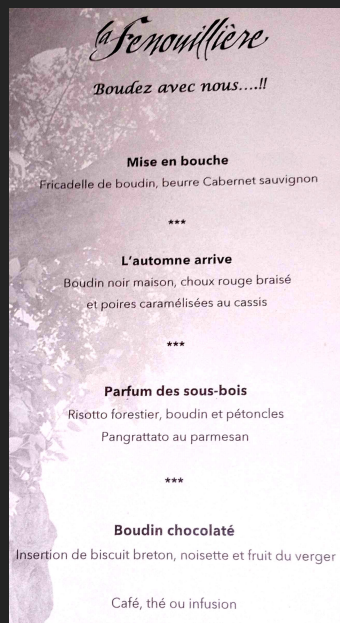 la Fenouillière
Boudez avec nous....!!
Mise en bouche
Fricadelle de boudin, beurre Cabernet sauvignon
***
L'automne arrive
Boudin noir maison, choux rouge braisé
et poires caramélisées au cassis
***
Parfum des sous-bois
Risotto forestier, boudin et pétoncles
Pangrattato au parmesan
***
Boudin chocolaté
Insertion de biscuit breton, noisette et fruit du verger
Café, thé ou infusion